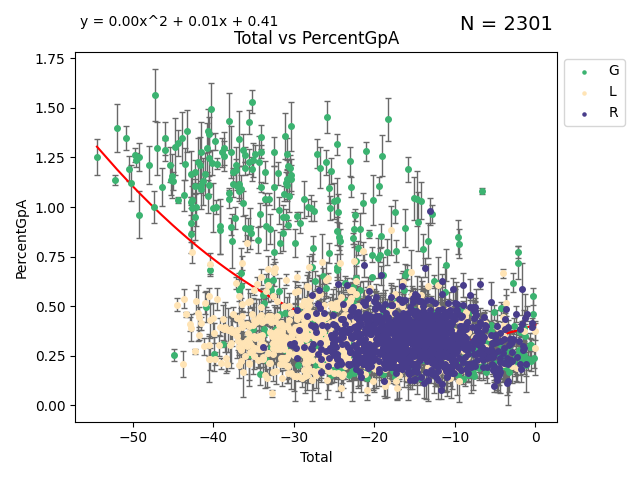 y = 0.00x^2 + 0.01x + 0.41
N = 2301
Total vs PercentGpA
G
L
R
1.75
1.50
1.25
1.00
0.75
0.50
0.25
0.00
PercentGpA
−50
−40
−30
−20
−10
0
Total